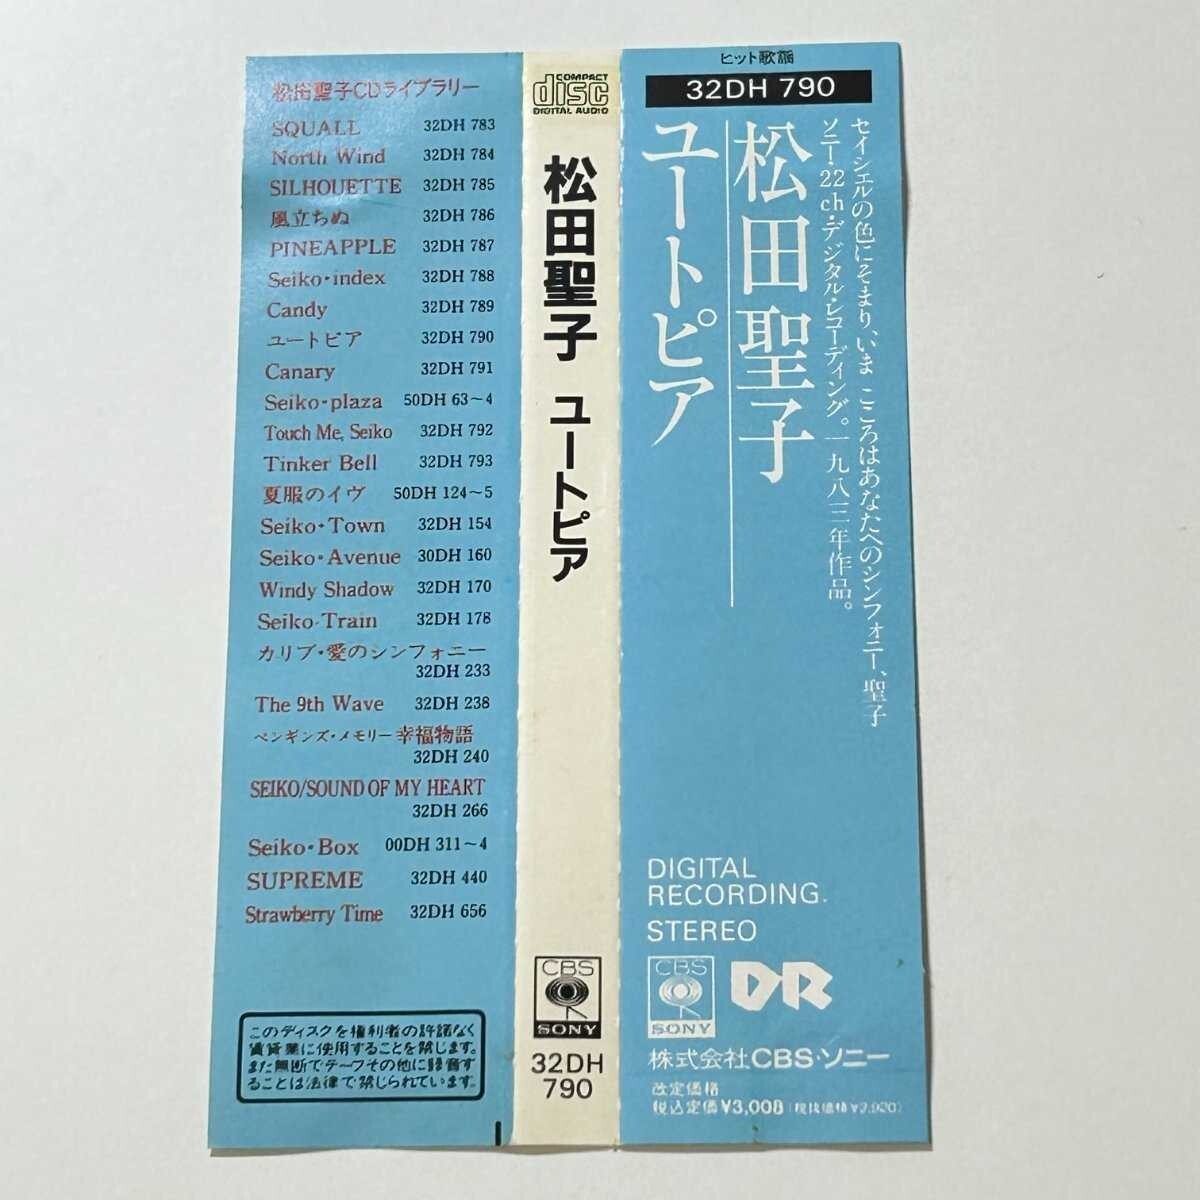 松田聖子CDライブラリー
SQUALL 32DH 783
North Wind 32DH 784
SILHOUETTE 32DH 785
風立ちぬ 32DH 786
PINEAPPLE 32DH 787
Seiko・index 32DH 788
Candy 32DH 789
ユートピア 32DH 790
Canary 32DH 791
Seiko・plaza 50DH 63～4
Touch Me, Seiko 32DH 792
Tinker Bell 32DH 793
夏服のイヴ 50DH 124～5
Seiko・Town 32DH 154
Seiko・Avenue 30DH 160
Windy Shadow 32DH 170
Seiko-Train 32DH 178
カリブ・愛のシンフォニー
32DH 233
The 9th Wave 32DH 238
ペンギンズ・メモリー 幸福物語
32DH 240
SEIKO/SOUND OF MY HEART
32DH 266
Seiko・Box 00DH 311～4
SUPREME 32DH 440
Strawberry Time 32DH 656
このディスクを権利者の許諾なく
賃貸業に使用することを禁じます。
また無断でテープその他に録音す
ることは法律で禁じられています。
COMPACT
disc
DIGITAL AUDIO
松田聖子 ユートピア
CBS
SONY
32DH
790
ヒット歌謡
32DH 790
セイシェルの色にそまり、いま こころはあなたへのシンフォニー、聖子
ソニー・22ch・デジタル・レコーディング。一九八三年作品。
松田聖子
ユートピア
DIGITAL
RECORDING.
STEREO
CBS
SONY
DR
株式会社CBS・ソニー
改定価格
税込定価¥3,008(税抜価格¥2,920)